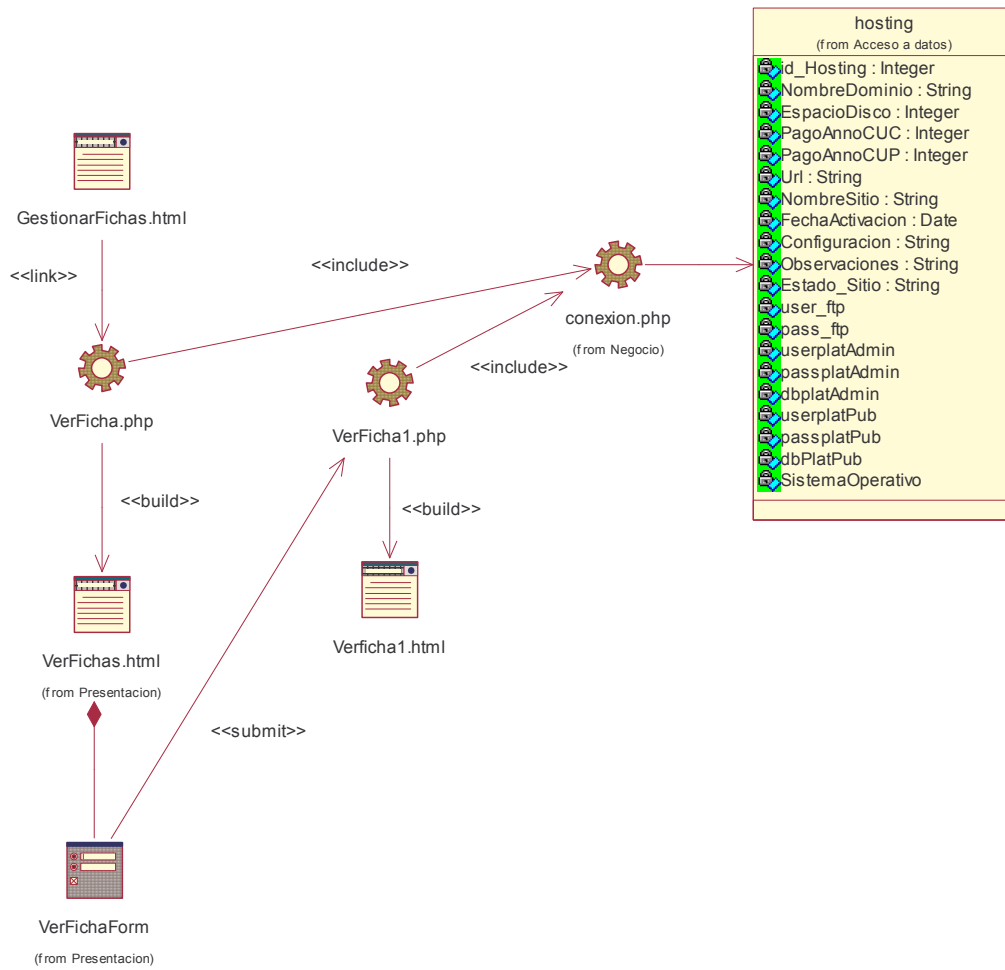 hosting
(from Acceso a datos)
id_Hosting : Integer
NombreDominio : String
EspacioDisco : Integer
PagoAnnoCUC : Integer
PagoAnnoCUP : Integer
Url : String
NombreSitio : String
FechaActivacion : Date
Configuracion : String
Observaciones : String
Estado_Sitio : String
user_ftp
pass_ftp
userplatAdmin
passplatAdmin
dbplatAdmin
userplatPub
passplatPub
dbPlatPub
SistemaOperativo
GestionarFichas.html
<<link>>
<<include>>
conexion.php
(from Negocio)
<<include>>
VerFicha.php
VerFicha1.php
<<build>>
<<build>>
VerFichas.html
(from Presentacion)
Verficha1.html
<<submit>>
VerFichaForm
(from Presentacion)